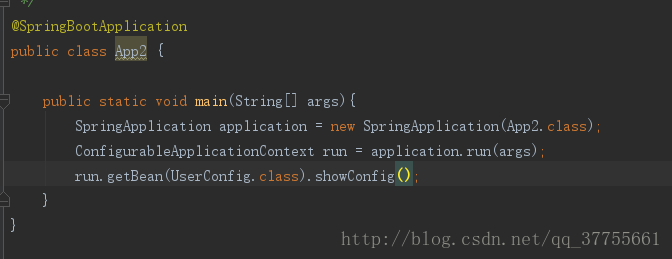 */
@SpringBootApplication
public class App2 {
public static void main(String[] args){
SpringApplication application = new SpringApplication(App2.class);
ConfigurableApplicationContext run = application.run(args);
run.getBean(UserConfig.class).showConfig();
}
}
http://blog.csdn.net/qq_37755661